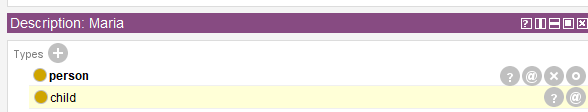 Description: Maria
Types
person
? @
child
? @